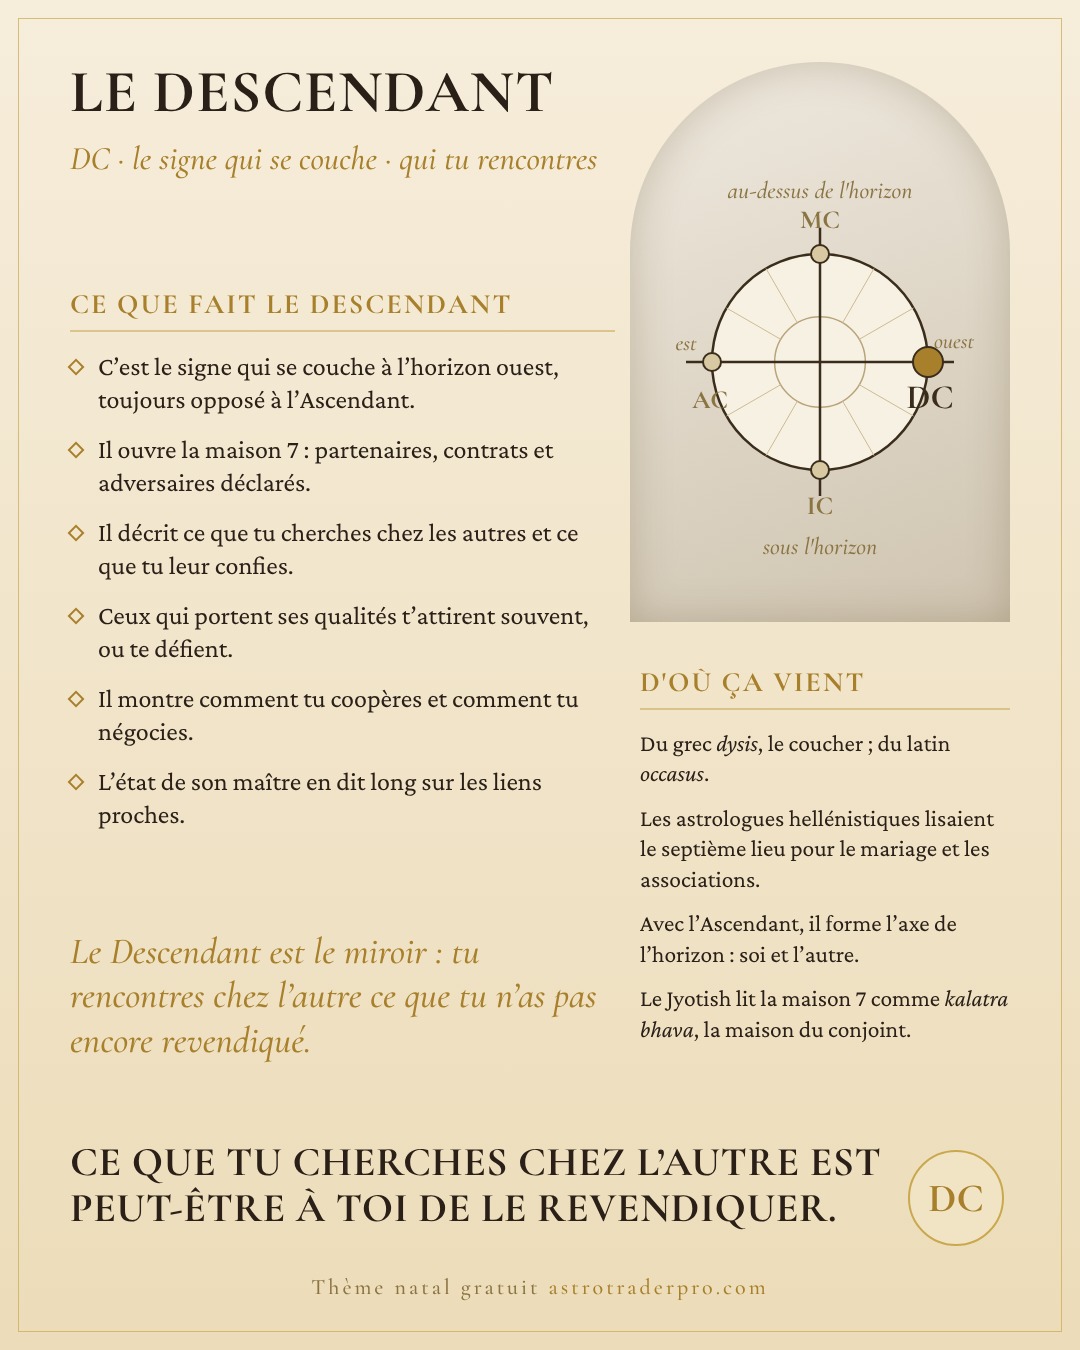 LE DESCENDANT
DC · le signe qui se couche · qui tu rencontres
au-dessus de l'horizon
MC
est
ouest
AC
DC
IC
sous l'horizon
CE QUE FAIT LE DESCENDANT
C’est le signe qui se couche à l’horizon ouest,
toujours opposé à l’Ascendant.
Il ouvre la maison 7 : partenaires, contrats et
adversaires déclarés.
Il décrit ce que tu cherches chez les autres et ce
que tu leur confies.
Ceux qui portent ses qualités t’attirent souvent,
ou te défient.
Il montre comment tu coopères et comment tu
négocies.
L’état de son maître en dit long sur les liens
proches.
Le Descendant est le miroir : tu
rencontres chez l’autre ce que tu n’as pas
encore revendiqué.
D'OÙ ÇA VIENT
Du grec dysis, le coucher ; du latin
occasus.
Les astrologues hellénistiques lisaient
le septième lieu pour le mariage et les
associations.
Avec l’Ascendant, il forme l’axe de
l’horizon : soi et l’autre.
Le Jyotish lit la maison 7 comme kalatra
bhava, la maison du conjoint.
CE QUE TU CHERCHES CHEZ L’AUTRE EST
PEUT-ÊTRE À TOI DE LE REVENDIQUER.
DC
Thème natal gratuit astrotraderpro.com